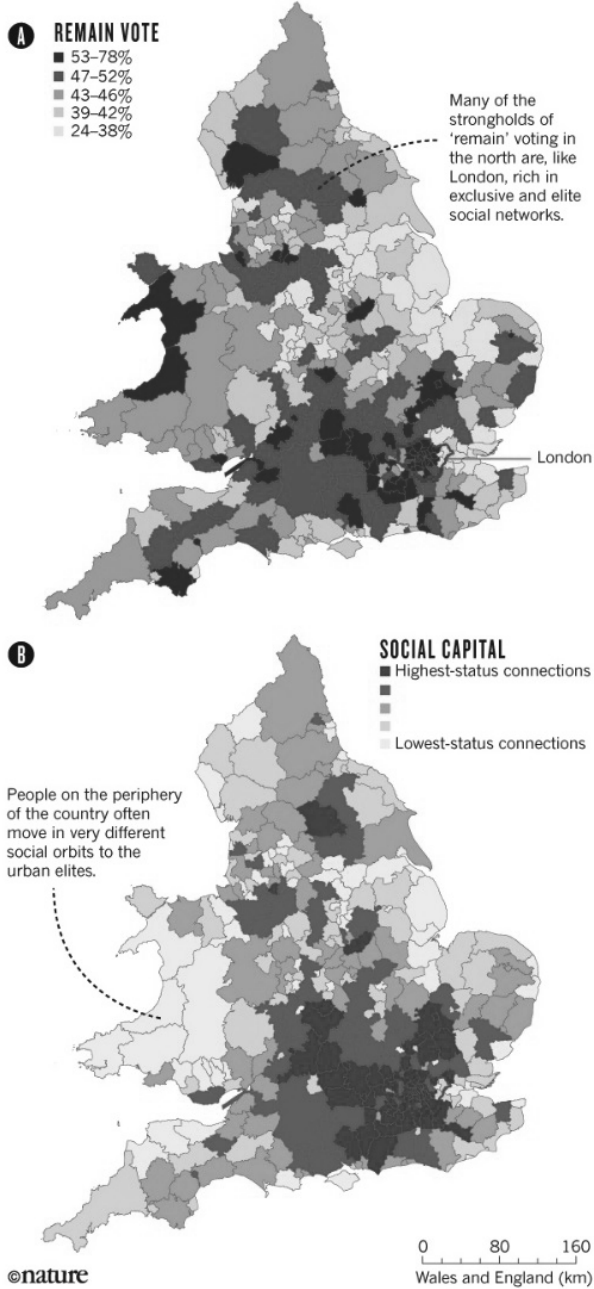 A
REMAIN VOTE
53–78%
47–52%
43–46%
39–42%
24–38%
Many of the
strongholds of
‘remain’ voting in
the north are, like
London, rich in
exclusive and elite
social networks.
London
B
SOCIAL CAPITAL
Highest-status connections
Lowest-status connections
People on the periphery
of the country often
move in very different
social orbits to the
urban elites.
0 80 160
Wales and England (km)
©nature